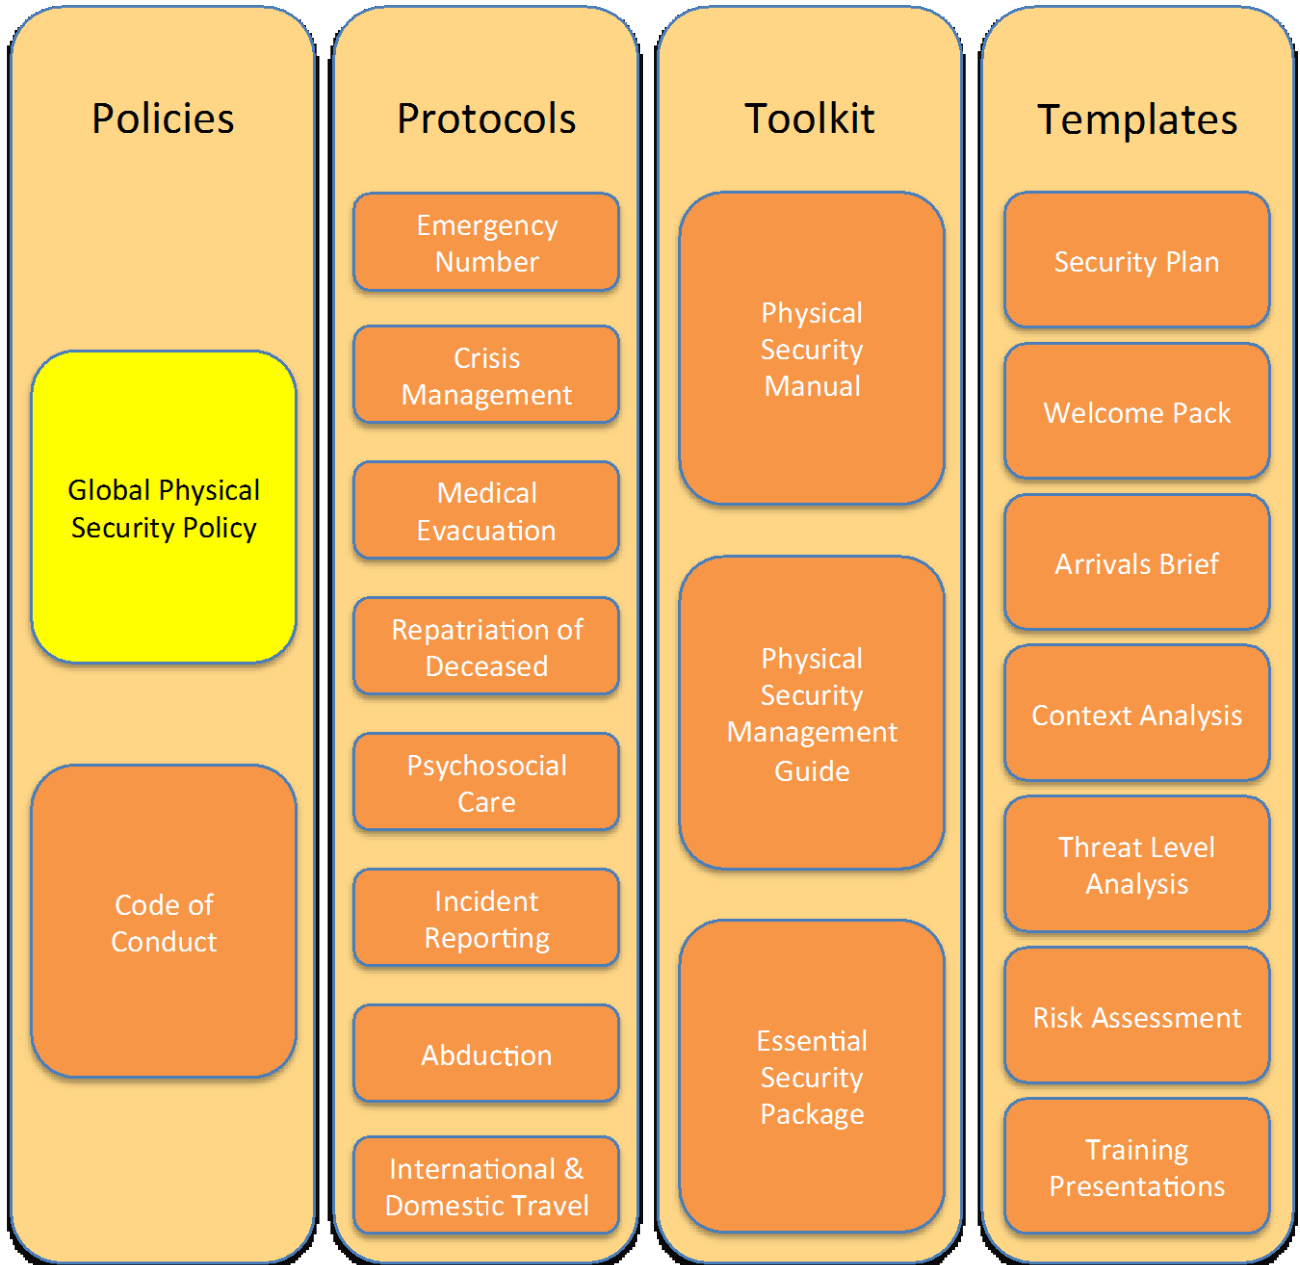 Policies
Global Physical
Security Policy
Code of
Conduct
Protocols
Emergency
Number
Crisis
Management
Medical
Evacuation
Repatriation of
Deceased
Psychosocial
Care
Incident
Reporting
Abduction
International &
Domestic Travel
Toolkit
Physical
Security
Manual
Physical
Security
Management
Guide
Essential
Security
Package
Templates
Security Plan
Welcome Pack
Arrivals Brief
Context Analysis
Threat Level
Analysis
Risk Assessment
Training
Presentations